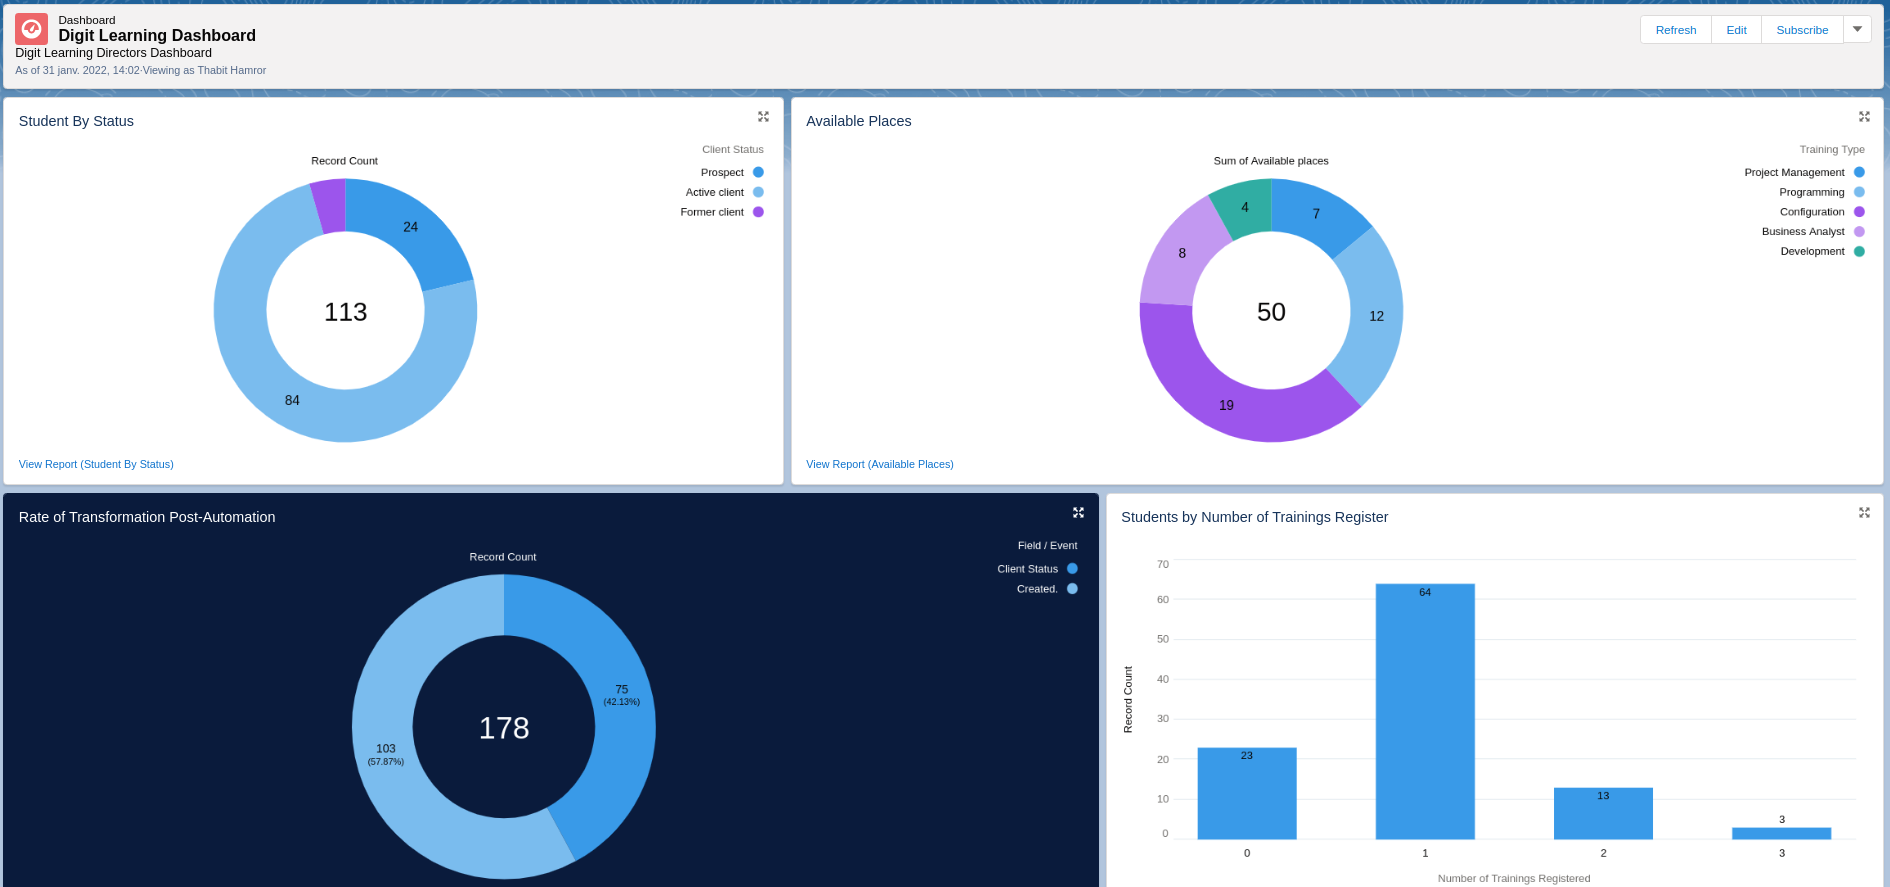 Dashboard
Digit Learning Dashboard
Digit Learning Directors Dashboard
As of 31 janv. 2022, 14:02·Viewing as Thabit Hamror
Refresh
Edit
Subscribe
Student By Status
Record Count
Client Status
Prospect
Active client
Former client
24
84
113
View Report (Student By Status)
Available Places
Sum of Available places
Training Type
Project Management
Programming
Configuration
Business Analyst
Development
4
7
8
12
19
50
View Report (Available Places)
Rate of Transformation Post-Automation
Record Count
Field / Event
Client Status
Created.
75
(42.13%)
178
103
(57.87%)
Students by Number of Trainings Register
Record Count
70
60
50
40
30
20
10
0
23
64
13
3
0
1
2
3
Number of Trainings Registered